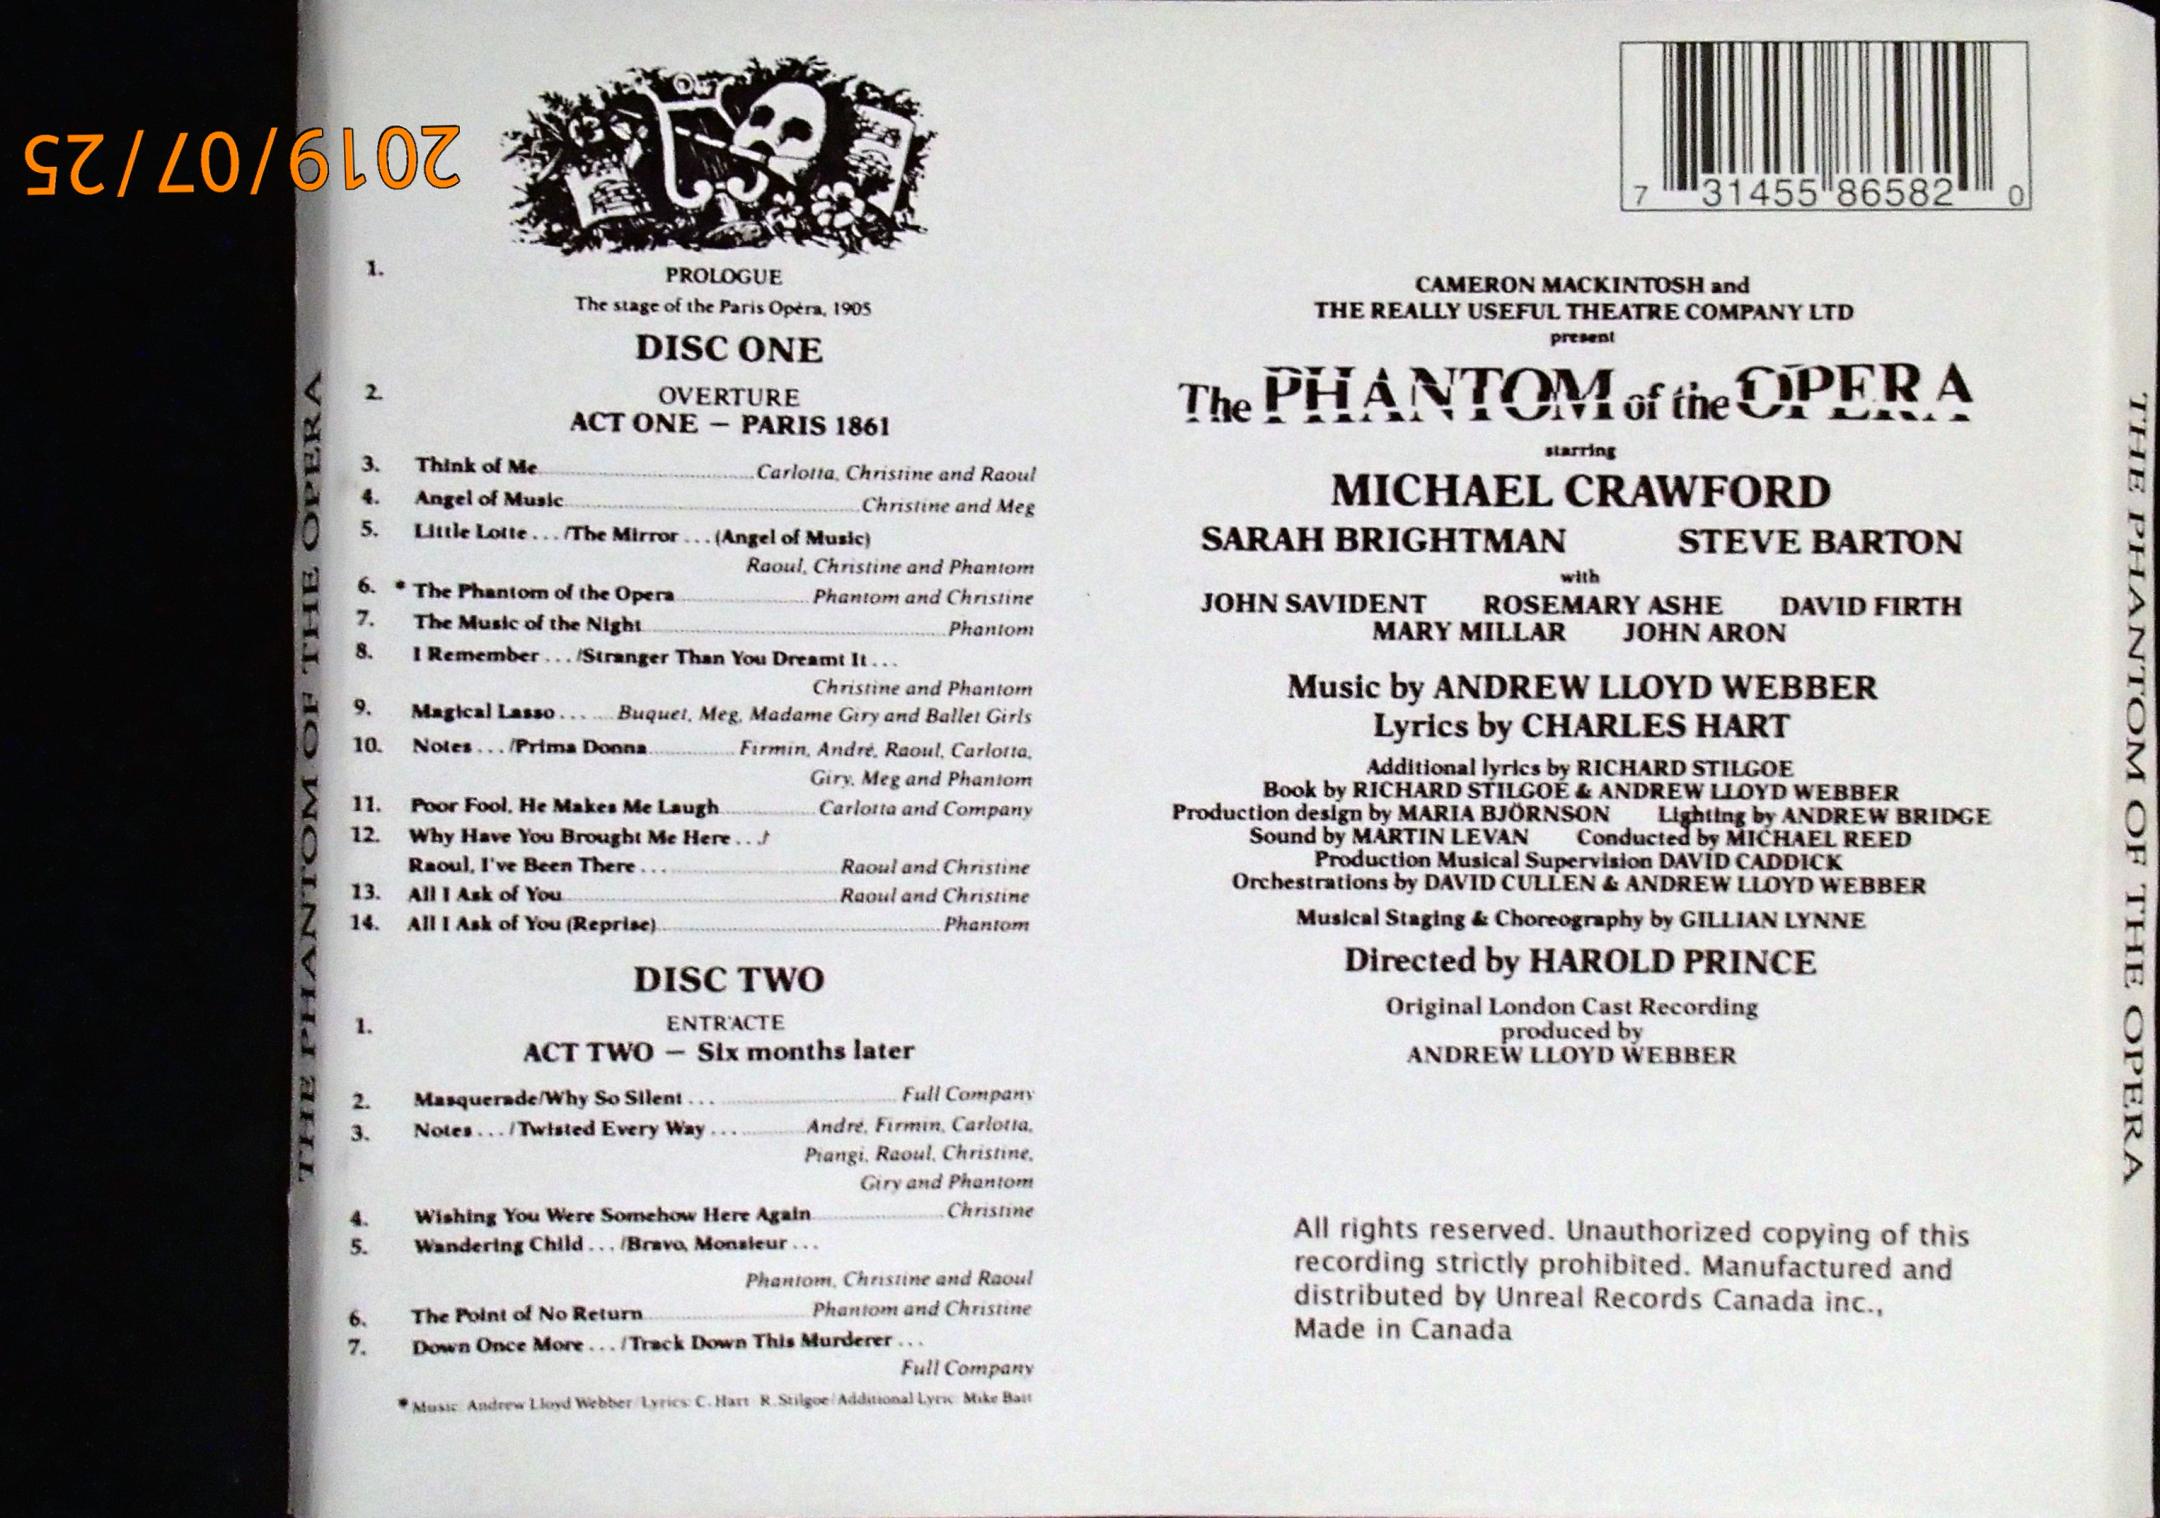 2019/07/25
THE PHANTOM OF THE OPERA
1. PROLOGUE
The stage of the Paris Opéra, 1905
DISC ONE
2. OVERTURE
ACT ONE – PARIS 1861
3. Think of Me Carlotta, Christine and Raoul
4. Angel of Music Christine and Meg
5. Little Lotte . . . /The Mirror . . . (Angel of Music)
Raoul, Christine and Phantom
6. * The Phantom of the Opera Phantom and Christine
7. The Music of the Night Phantom
8. I Remember . . . /Stranger Than You Dreamt It . . .
Christine and Phantom
9. Magical Lasso . . . Buquet, Meg, Madame Giry and Ballet Girls
10. Notes . . . /Prima Donna Firmin, André, Raoul, Carlotta,
Giry, Meg and Phantom
11. Poor Fool, He Makes Me Laugh Carlotta and Company
12. Why Have You Brought Me Here . . . /
Raoul, I've Been There . . . Raoul and Christine
13. All I Ask of You Raoul and Christine
14. All I Ask of You (Reprise) Phantom
DISC TWO
1. ENTR'ACTE
ACT TWO – Six months later
2. Masquerade/Why So Silent . . . Full Company
3. Notes . . . /Twisted Every Way . . . André, Firmin, Carlotta,
Piangi, Raoul, Christine,
Giry and Phantom
4. Wishing You Were Somehow Here Again Christine
5. Wandering Child . . . /Bravo, Monsieur . . .
Phantom, Christine and Raoul
6. The Point of No Return Phantom and Christine
7. Down Once More . . . /Track Down This Murderer . . .
Full Company
* Music: Andrew Lloyd Webber/Lyrics: C. Hart R. Stilgoe/Additional Lyric: Mike Batt
7 31455 86582 0
CAMERON MACKINTOSH and
THE REALLY USEFUL THEATRE COMPANY LTD
present
The PHANTOM of the OPERA
starring
MICHAEL CRAWFORD
SARAH BRIGHTMAN STEVE BARTON
with
JOHN SAVIDENT ROSEMARY ASHE DAVID FIRTH
MARY MILLAR JOHN ARON
Music by ANDREW LLOYD WEBBER
Lyrics by CHARLES HART
Additional lyrics by RICHARD STILGOE
Book by RICHARD STILGOE & ANDREW LLOYD WEBBER
Production design by MARIA BJÖRNSON Lighting by ANDREW BRIDGE
Sound by MARTIN LEVAN Conducted by MICHAEL REED
Production Musical Supervision DAVID CADDICK
Orchestrations by DAVID CULLEN & ANDREW LLOYD WEBBER
Musical Staging & Choreography by GILLIAN LYNNE
Directed by HAROLD PRINCE
Original London Cast Recording
produced by
ANDREW LLOYD WEBBER
All rights reserved. Unauthorized copying of this
recording strictly prohibited. Manufactured and
distributed by Unreal Records Canada inc.,
Made in Canada
THE PHANTOM OF THE OPERA